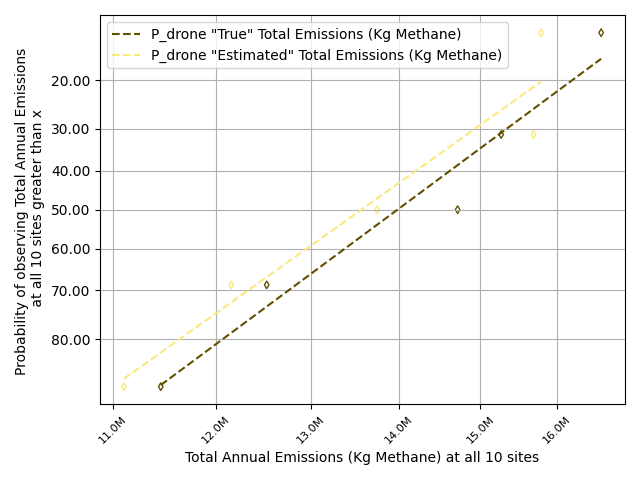 P_drone "True" Total Emissions (Kg Methane)
P_drone "Estimated" Total Emissions (Kg Methane)
Probability of observing Total Annual Emissions
at all 10 sites greater than x
20.00
30.00
40.00
50.00
60.00
70.00
80.00
11.0M
12.0M
13.0M
14.0M
15.0M
16.0M
Total Annual Emissions (Kg Methane) at all 10 sites